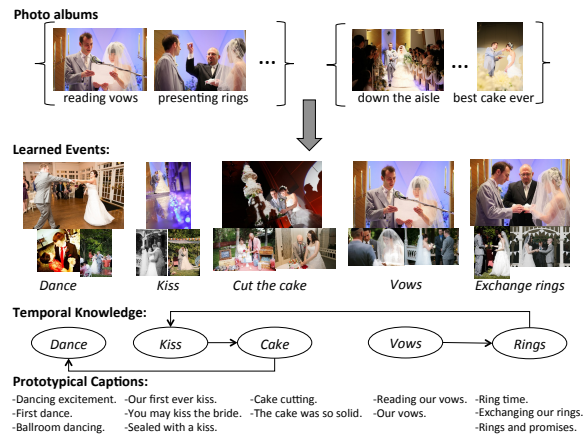 Photo albums
...
...
reading vows
presenting rings
down the aisle
best cake ever
Learned Events:
Dance
Kiss
Cut the cake
Vows
Exchange rings
Temporal Knowledge:
Dance
Kiss
Cake
Vows
Rings
Prototypical Captions:
-Dancing excitement.
-First dance.
-Ballroom dancing.
-Our first ever kiss.
-You may kiss the bride.
-Sealed with a kiss.
-Cake cutting.
-The cake was so solid.
-Reading our vows.
-Our vows.
-Ring time.
-Exchanging our rings.
-Rings and promises.